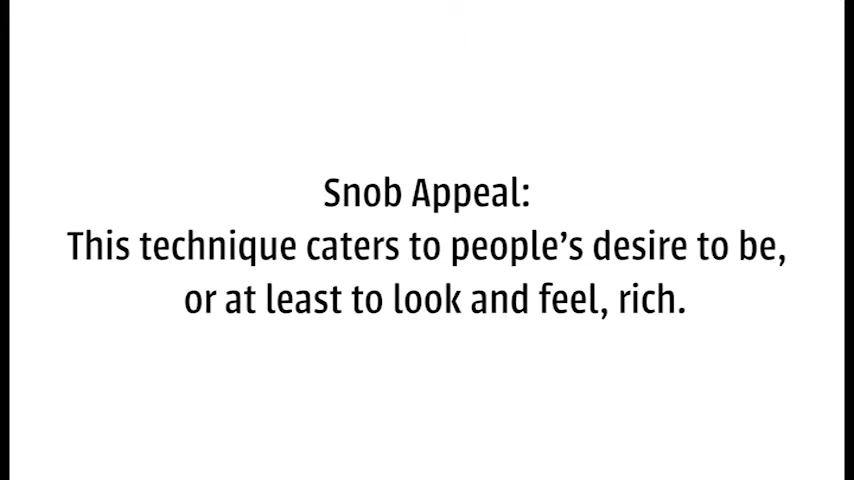 Snob Appeal:
This technique caters to people’s desire to be,
or at least to look and feel, rich.